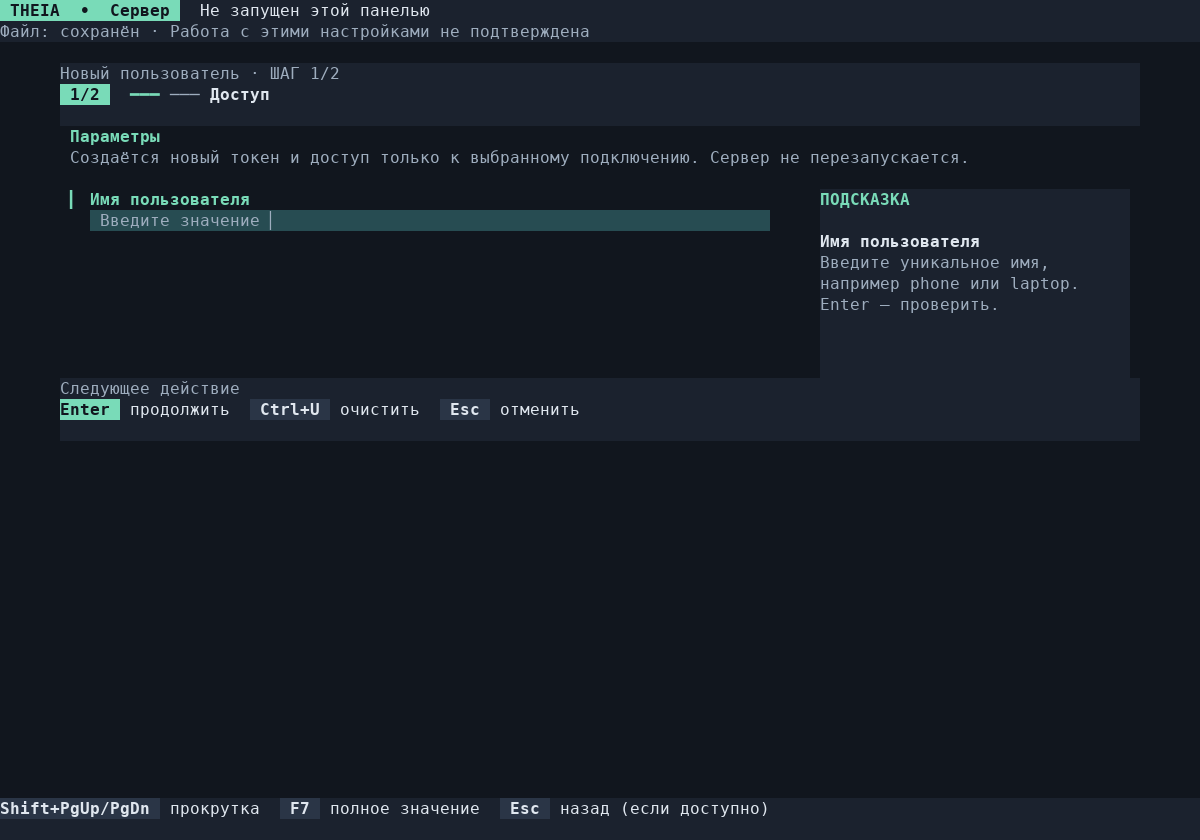 THEIA • Сервер Не запущен этой панелью
Файл: сохранён · Работа с этими настройками не подтверждена
Новый пользователь · ШАГ 1/2
1/2 ━━━ ─── Доступ
Параметры
Создаётся новый токен и доступ только к выбранному подключению. Сервер не перезапускается.
Имя пользователя
Введите значение
ПОДСКАЗКА
Имя пользователя
Введите уникальное имя,
например phone или laptop.
Enter — проверить.
Следующее действие
Enter продолжить Ctrl+U очистить Esc отменить
Shift+PgUp/PgDn прокрутка F7 полное значение Esc назад (если доступно)